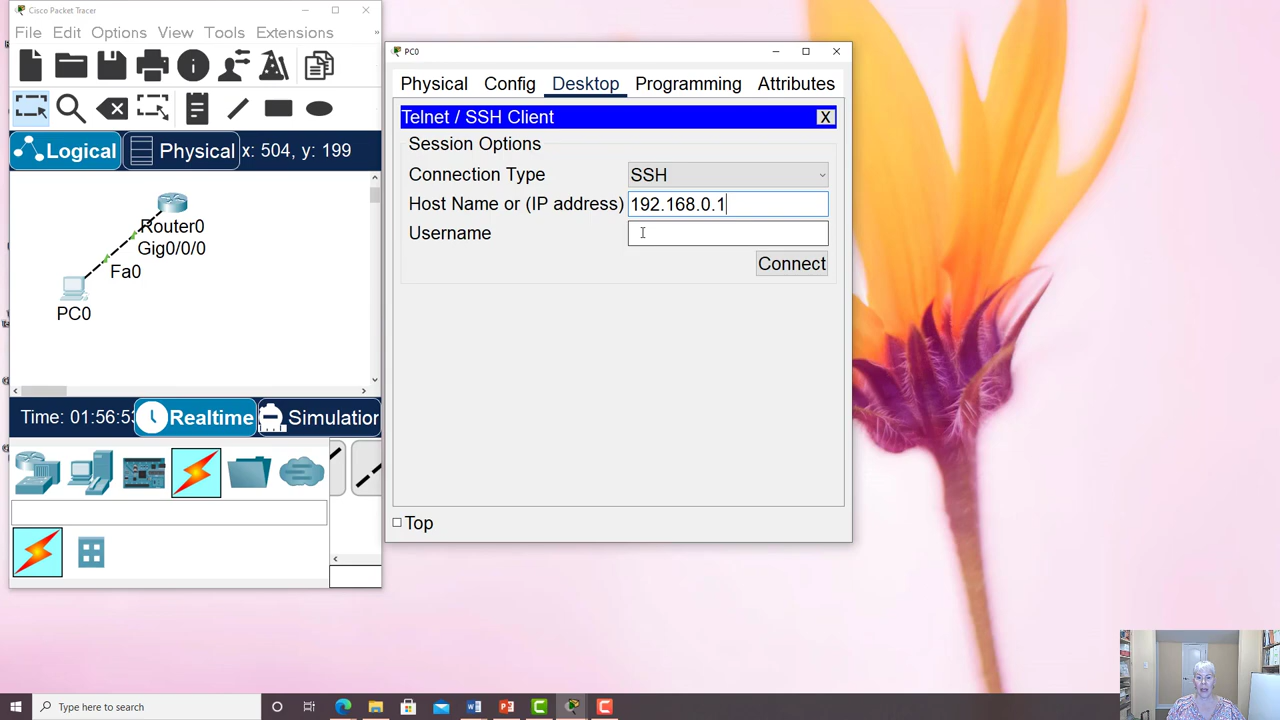 Cisco Packet Tracer
File Edit Options View Tools Extensions
Logical Physical x: 504, y: 199
Router0
Gig0/0/0
Fa0
PC0
Time: 01:56:53 Realtime Simulation
PC0
Physical Config Desktop Programming Attributes
Telnet / SSH Client X
Session Options
Connection Type SSH
Host Name or (IP address) 192.168.0.1
Username
Connect
Top
Type here to search